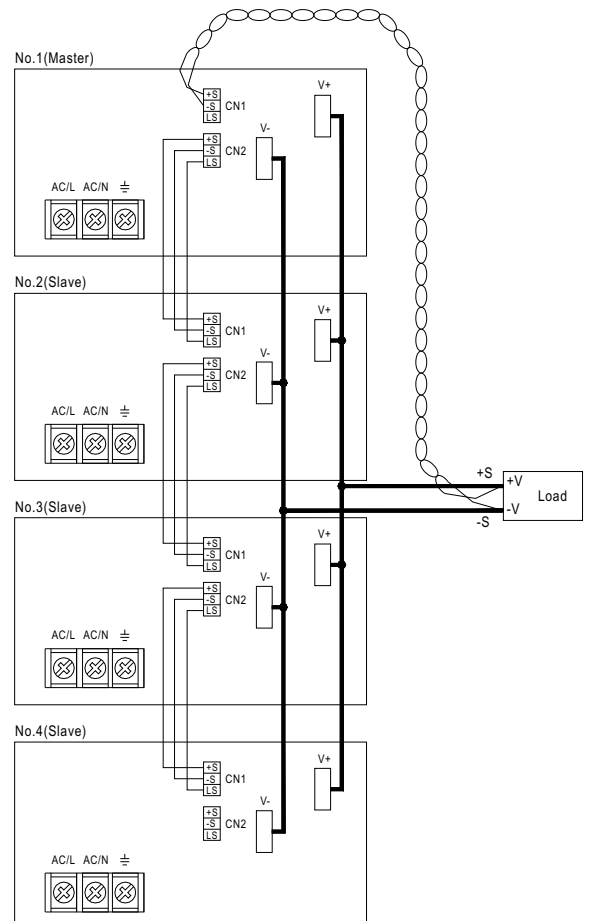 No.1(Master)
+S
-S
LS
CN1
V+
+S
-S
LS
CN2
V-
AC/L AC/N
No.2(Slave)
+S
-S
LS
CN1
V+
+S
-S
LS
CN2
V-
AC/L AC/N
+S
+V
Load
-V
-S
No.3(Slave)
+S
-S
LS
CN1
V+
+S
-S
LS
CN2
V-
AC/L AC/N
No.4(Slave)
+S
-S
LS
CN1
V+
+S
-S
LS
CN2
V-
AC/L AC/N